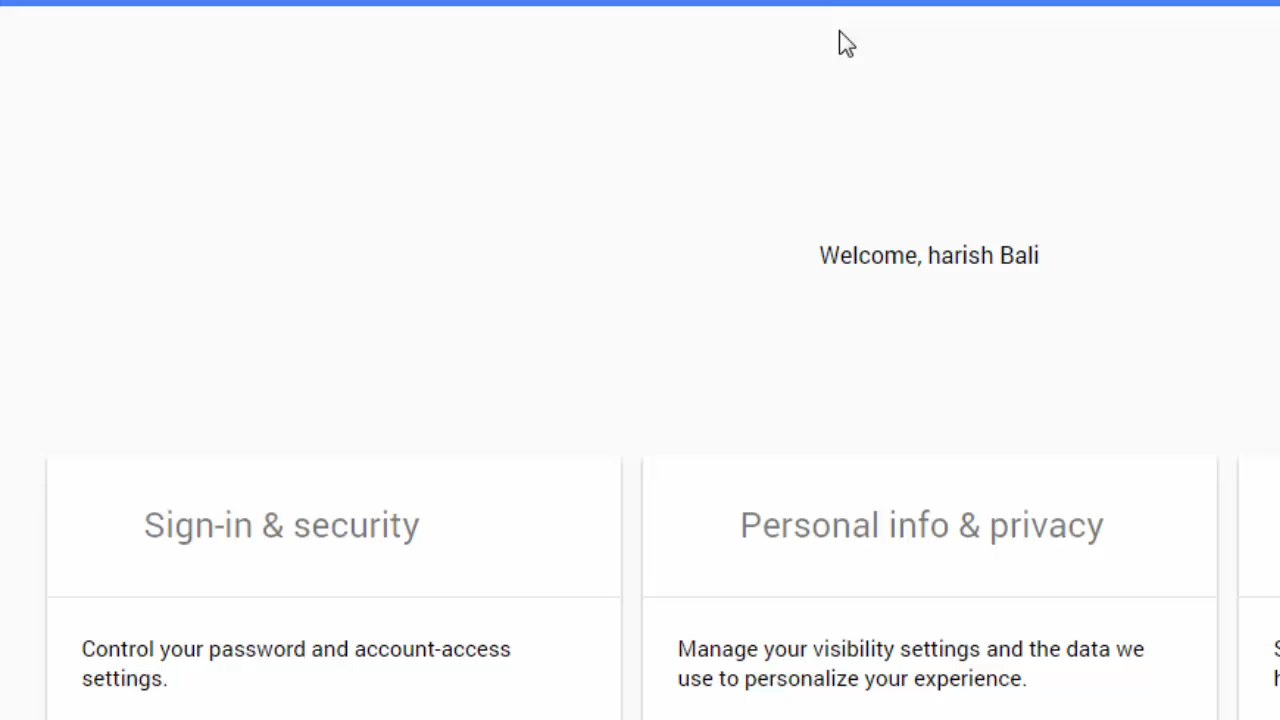 Welcome, harish Bali
Sign-in & security
Personal info & privacy
Control your password and account-access
settings.
Manage your visibility settings and the data we
use to personalize your experience.